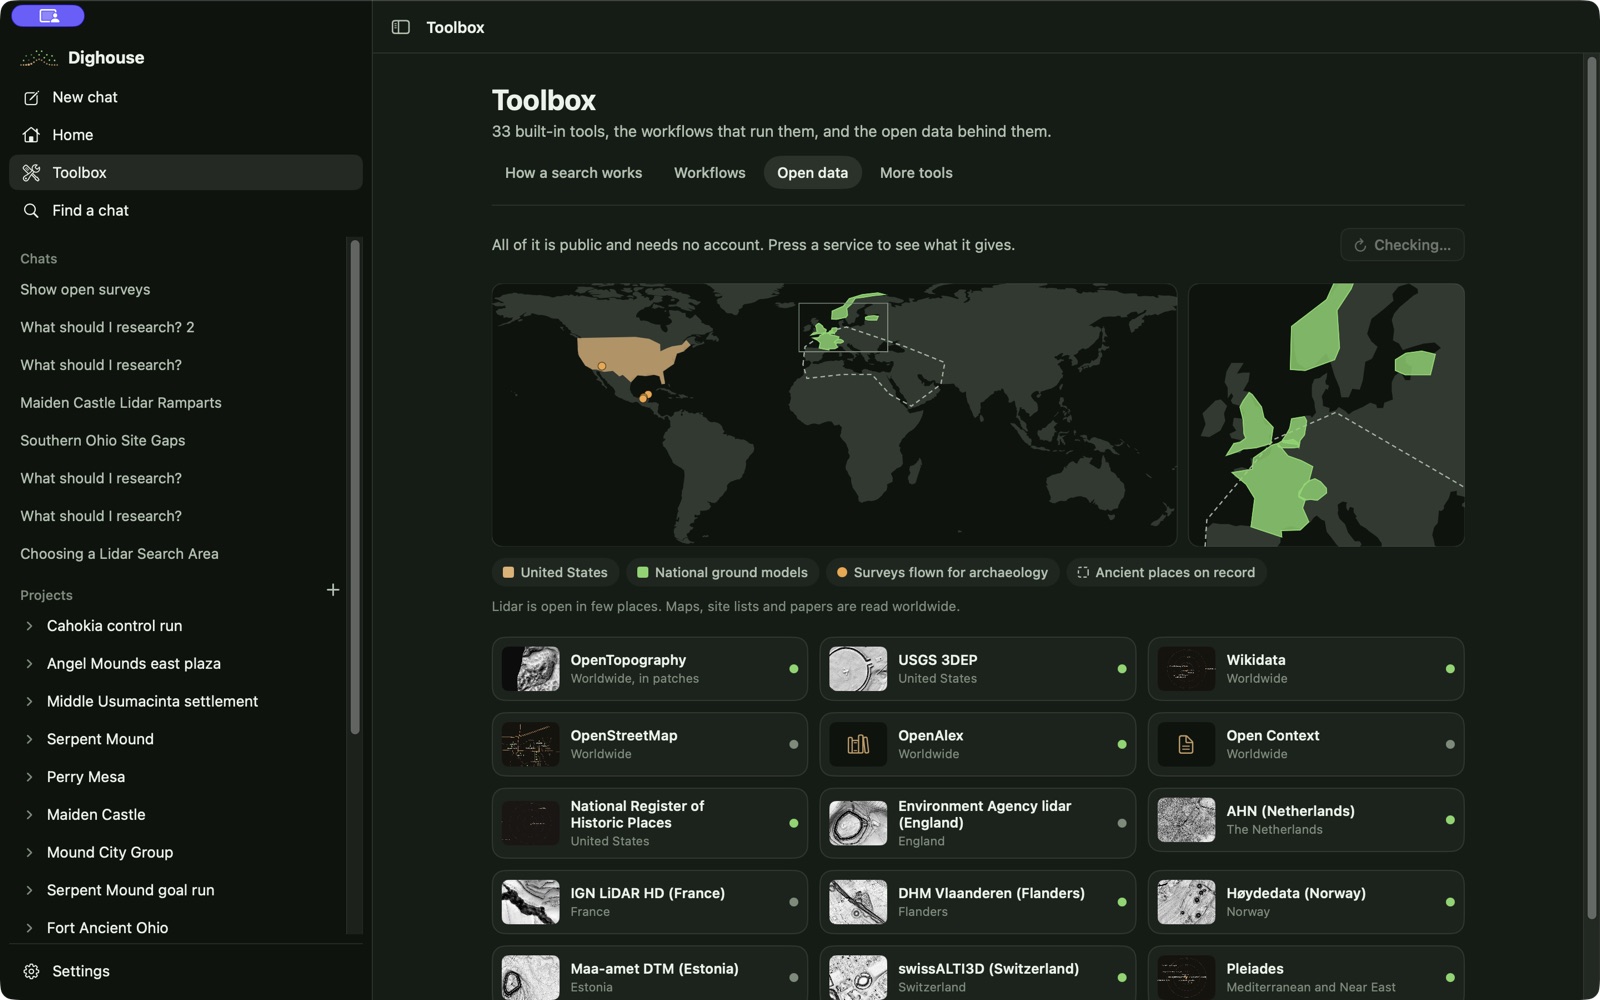 Dighouse
New chat
Home
Toolbox
Find a chat
Chats
Show open surveys
What should I research? 2
What should I research?
Maiden Castle Lidar Ramparts
Southern Ohio Site Gaps
What should I research?
What should I research?
Choosing a Lidar Search Area
Projects
Cahokia control run
Angel Mounds east plaza
Middle Usumacinta settlement
Serpent Mound
Perry Mesa
Maiden Castle
Mound City Group
Serpent Mound goal run
Fort Ancient Ohio
Settings
Toolbox
Toolbox
33 built-in tools, the workflows that run them, and the open data behind them.
How a search works
Workflows
Open data
More tools
All of it is public and needs no account. Press a service to see what it gives.
Checking...
United States
National ground models
Surveys flown for archaeology
Ancient places on record
Lidar is open in few places. Maps, site lists and papers are read worldwide.
OpenTopography
Worldwide, in patches
USGS 3DEP
United States
Wikidata
Worldwide
OpenStreetMap
Worldwide
OpenAlex
Worldwide
Open Context
Worldwide
National Register of
Historic Places
United States
Environment Agency lidar
(England)
England
AHN (Netherlands)
The Netherlands
IGN LiDAR HD (France)
France
DHM Vlaanderen (Flanders)
Flanders
Høydedata (Norway)
Norway
Maa-amet DTM (Estonia)
Estonia
swissALTI3D (Switzerland)
Switzerland
Pleiades
Mediterranean and Near East